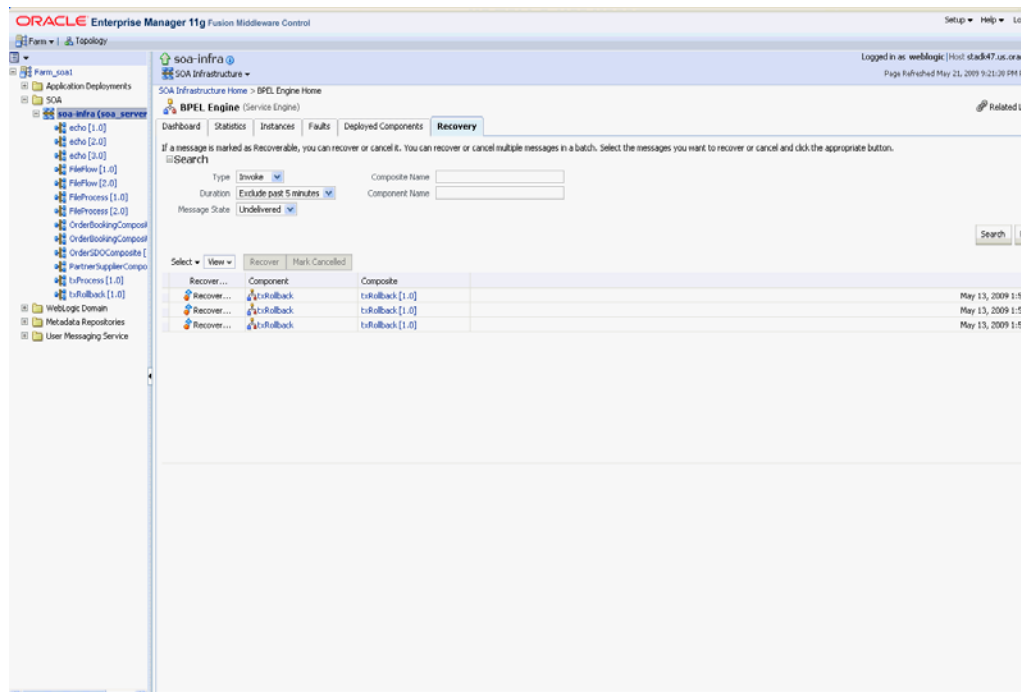 ORACLE Enterprise Manager 11g Fusion Middleware Control
Setup Help
Farm Topology
Farm_soa1
Application Deployments
SOA
soa-infra (soa_server
echo [1.0]
echo [2.0]
echo [3.0]
FileFlow [1.0]
FileFlow [2.0]
FileProcess [1.0]
FileProcess [2.0]
OrderBookingComposit
OrderBookingComposit
OrderSDOComposite [
PartnerSupplierCompo
txProcess [1.0]
txRollback [1.0]
WebLogic Domain
Metadata Repositories
User Messaging Service
soa-infra
SOA Infrastructure
Logged in as weblogic | Host stadk47.us.ora
Page Refreshed May 21, 2009 9:21:30 PM
SOA Infrastructure Home > BPEL Engine Home
BPEL Engine (Service Engine)
Related
Dashboard Statistics Instances Faults Deployed Components Recovery
If a message is marked as Recoverable, you can recover or cancel it. You can recover or cancel multiple messages in a batch. Select the messages you want to recover or cancel and click the appropriate button.
Search
Type Invoke Composite Name
Duration Exclude past 5 minutes Component Name
Message State Undelivered
Search
Select View Recover Mark Cancelled
Recover... Component Composite
Recover... txRollback txRollback [1.0] May 13, 2009 1:5
Recover... txRollback txRollback [1.0] May 13, 2009 1:5
Recover... txRollback txRollback [1.0] May 13, 2009 1:5